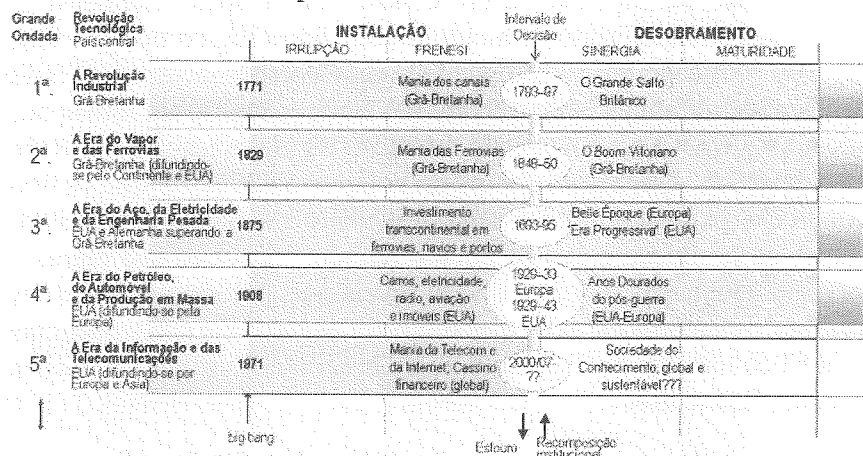 Grande
Ondada
Revolução
Tecnológica
País central
INSTALAÇÃO
Intervalo de
Decisão
DESOBRAMENTO
IRRUPÇÃO
FRENESI
SINERGIA
MATURIDADE
1ª.
A Revolução
Industrial
Grã-Bretanha
1771
Mania dos canais
(Grã-Bretanha)
1793–97
O Grande Salto
Britânico
2ª.
A Era do Vapor
e das Ferrovias
Grã-Bretanha (difundindo-
se pelo Continente e EUA)
1829
Mania das Ferrovias
(Grã-Bretanha)
1848–50
O Boom Vitoriano
(Grã-Bretanha)
3ª.
A Era do Aço, da Eletricidade
e da Engenharia Pesada
EUA e Alemanha superando a
Grã-Bretanha
1875
Investimento
transcontinental em
ferrovias, navios e portos
1893-95
Belle Époque (Europa)
"Era Progressiva" (EUA)
4ª.
A Era do Petróleo,
do Automóvel
e da Produção em Massa
EUA (difundindo-se pela
Europa)
1908
Carros, eletricidade,
radio, aviação
e imoveis (EUA)
1929–33
Europa
1929–43
EUA
Anos Dourados
do pós-guerra
(EUA-Europa)
5ª.
A Era da Informação e das
Telecomunicações
EUA (difundindo-se por
Europa e Asia)
1971
Mania da Telecom e
da Internet, Cassino
financeiro (global)
2000/07-
??
Sociedade do
Conhecimento, global e
sustentável???
big bang
Estouro
Recomposição
institucional